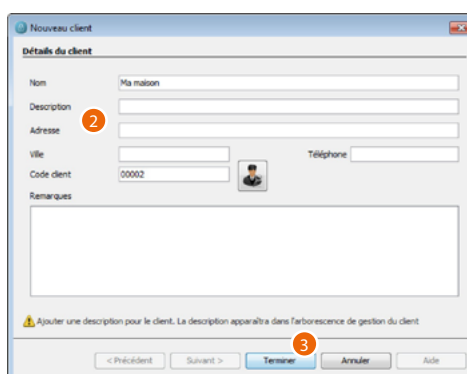 Nouveau client
Détails du client
Nom Ma maison
Description
2
Adresse
Ville Téléphone
Code client 00002
Remarques
Ajouter une description pour le client. La description apparaîtra dans l'arborescence de gestion du client
3
< Précédent Suivant > Terminer Annuler Aide